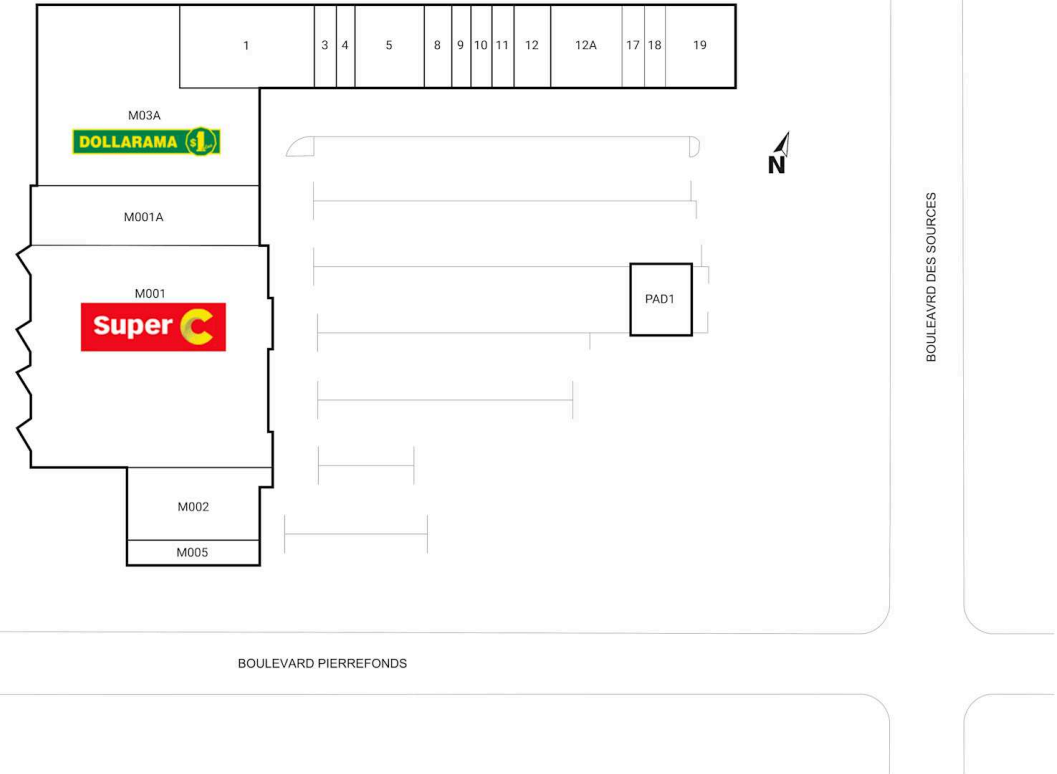 1 3 4 5 8 9 10 11 12 12A 17 18 19
M03A
DOLLARAMA $1
N
M001A
BOULEAVRD DES SOURCES
M001
Super C
PAD1
M002
M005
BOULEVARD PIERREFONDS